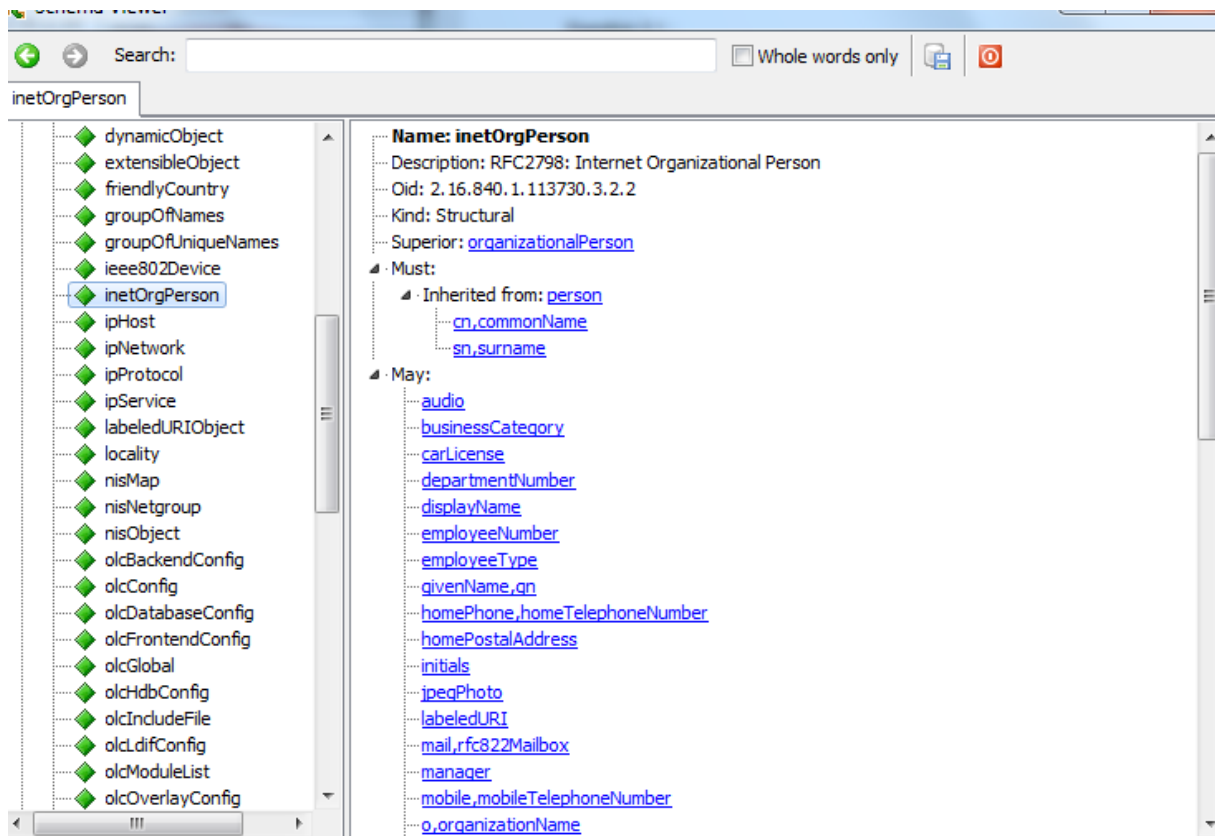 Schema Viewer
Search:
Whole words only
inetOrgPerson
dynamicObject
extensibleObject
friendlyCountry
groupOfNames
groupOfUniqueNames
ieee802Device
inetOrgPerson
ipHost
ipNetwork
ipProtocol
ipService
labeledURIObject
locality
nisMap
nisNetgroup
nisObject
olcBackendConfig
olcConfig
olcDatabaseConfig
olcFrontendConfig
olcGlobal
olcHdbConfig
olcIncludeFile
olcLdifConfig
olcModuleList
olcOverlayConfig
Name: inetOrgPerson
Description: RFC2798: Internet Organizational Person
Oid: 2.16.840.1.113730.3.2.2
Kind: Structural
Superior: organizationalPerson
Must:
Inherited from: person
cn,commonName
sn,surname
May:
audio
businessCategory
carLicense
departmentNumber
displayName
employeeNumber
employeeType
givenName,gn
homePhone,homeTelephoneNumber
homePostalAddress
initials
jpegPhoto
labeledURI
mail,rfc822Mailbox
manager
mobile,mobileTelephoneNumber
o,organizationName